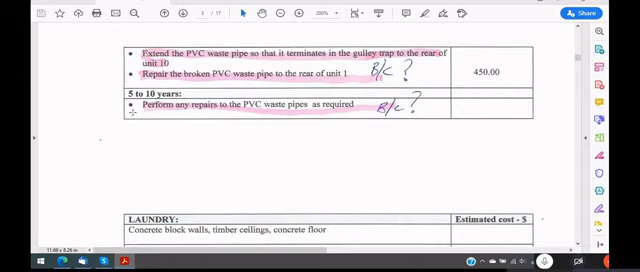 3 / 17
200%
Share
Extend the PVC waste pipe so that it terminates in the gulley trap to the rear of
unit 10
Repair the broken PVC waste pipe to the rear of unit 1 B/C ?
450.00
5 to 10 years:
Perform any repairs to the PVC waste pipes as required B/C ?
LAUNDRY: Estimated cost - $
Concrete block walls, timber ceilings, concrete floor
11.69 x 8.26 in